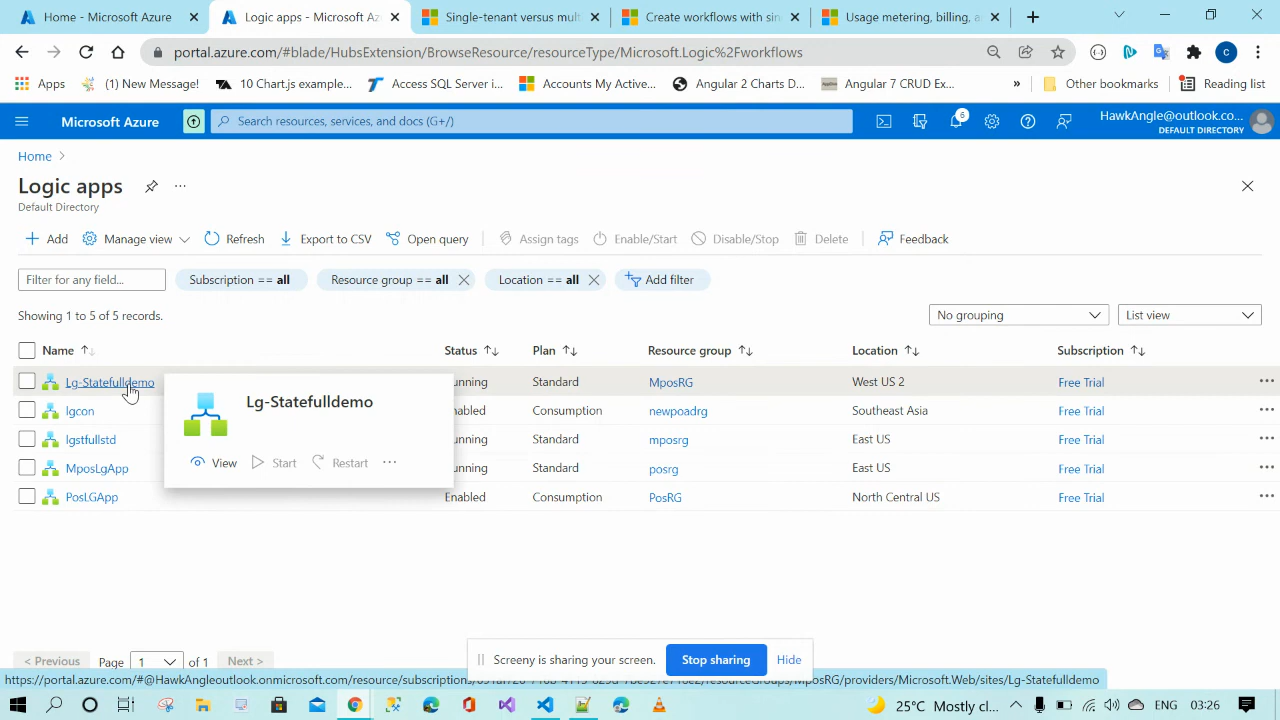 Home - Microsoft Azure
Logic apps - Microsoft Az
Single-tenant versus mult
Create workflows with sin
Usage metering, billing, a
portal.azure.com/#blade/HubsExtension/BrowseResource/resourceType/Microsoft.Logic%2Fworkflows
C
Apps
(1) New Message!
10 Chart.js example...
Access SQL Server i...
Accounts My Active...
Angular 2 Charts D...
Angular 7 CRUD Ex...
»
Other bookmarks
Reading list
Microsoft Azure
Search resources, services, and docs (G+/)
6
HawkAngle@outlook.co...
DEFAULT DIRECTORY
Home
Logic apps
Default Directory
Add
Manage view
Refresh
Export to CSV
Open query
Assign tags
Enable/Start
Disable/Stop
Delete
Feedback
Filter for any field...
Subscription == all
Resource group == all
Location == all
Add filter
Showing 1 to 5 of 5 records.
No grouping
List view
Name
Status
Plan
Resource group
Location
Subscription
Lg-Statefulldemo
unning
Standard
MposRG
West US 2
Free Trial
lgcon
nabled
Consumption
newpoadrg
Southeast Asia
Free Trial
lgstfullstd
unning
Standard
mposrg
East US
Free Trial
MposLgApp
unning
Standard
posrg
East US
Free Trial
PosLGApp
Enabled
Consumption
PosRG
North Central US
Free Trial
Lg-Statefulldemo
View
Start
Restart
< Previous
Page
1
of 1
Next >
Screeny is sharing your screen.
Stop sharing
Hide
ENG
03:26
25°C Mostly cl...